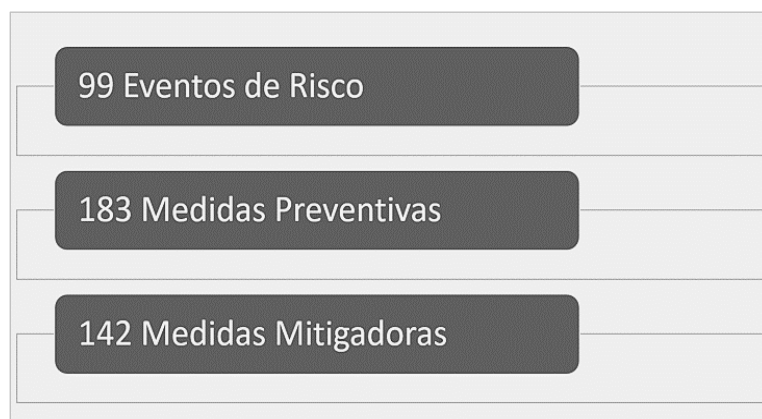 99 Eventos de Risco
183 Medidas Preventivas
142 Medidas Mitigadoras